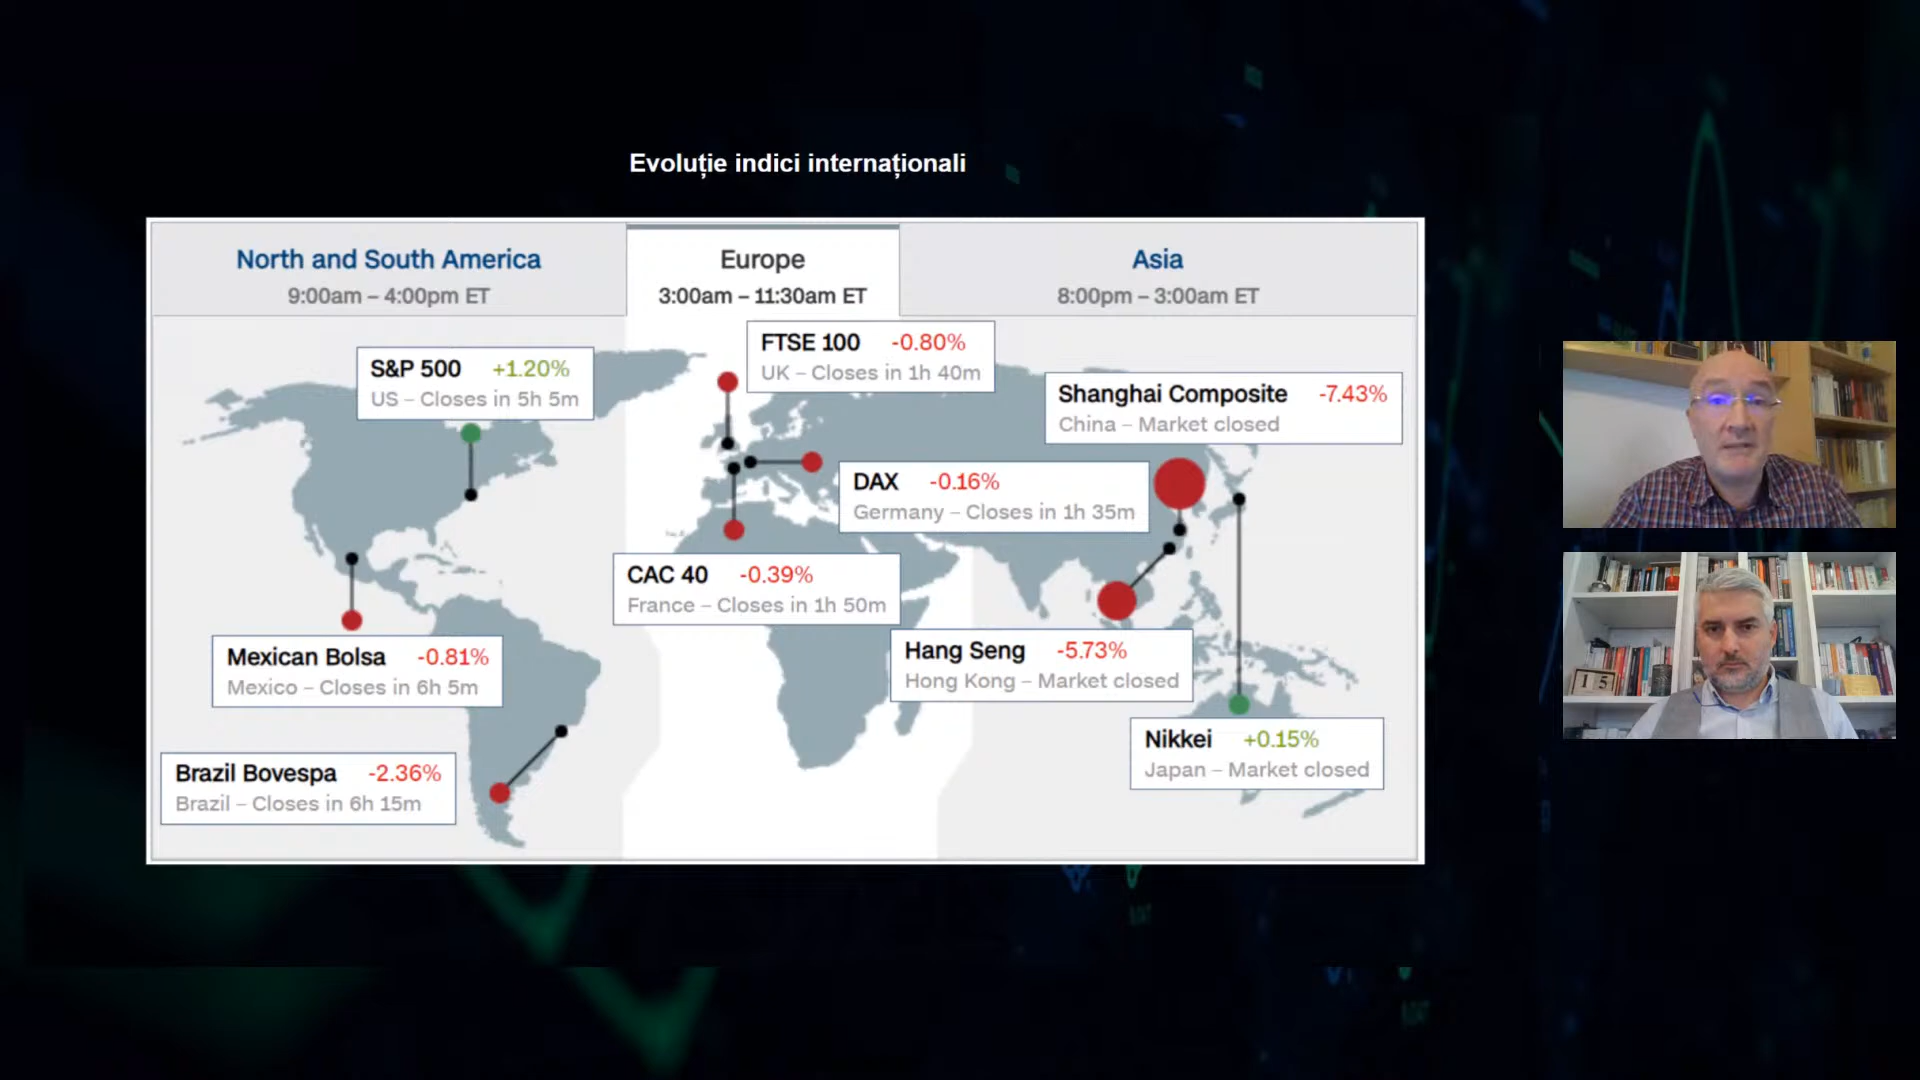 Evoluție indici internaționali
North and South America
9:00am – 4:00pm ET
Europe
3:00am – 11:30am ET
Asia
8:00pm – 3:00am ET
FTSE 100 -0.80%
UK – Closes in 1h 40m
S&P 500 +1.20%
US – Closes in 5h 5m
Shanghai Composite -7.43%
China – Market closed
DAX -0.16%
Germany – Closes in 1h 35m
CAC 40 -0.39%
France – Closes in 1h 50m
Hang Seng -5.73%
Hong Kong – Market closed
Mexican Bolsa -0.81%
Mexico – Closes in 6h 5m
Nikkei +0.15%
Japan – Market closed
Brazil Bovespa -2.36%
Brazil – Closes in 6h 15m
15